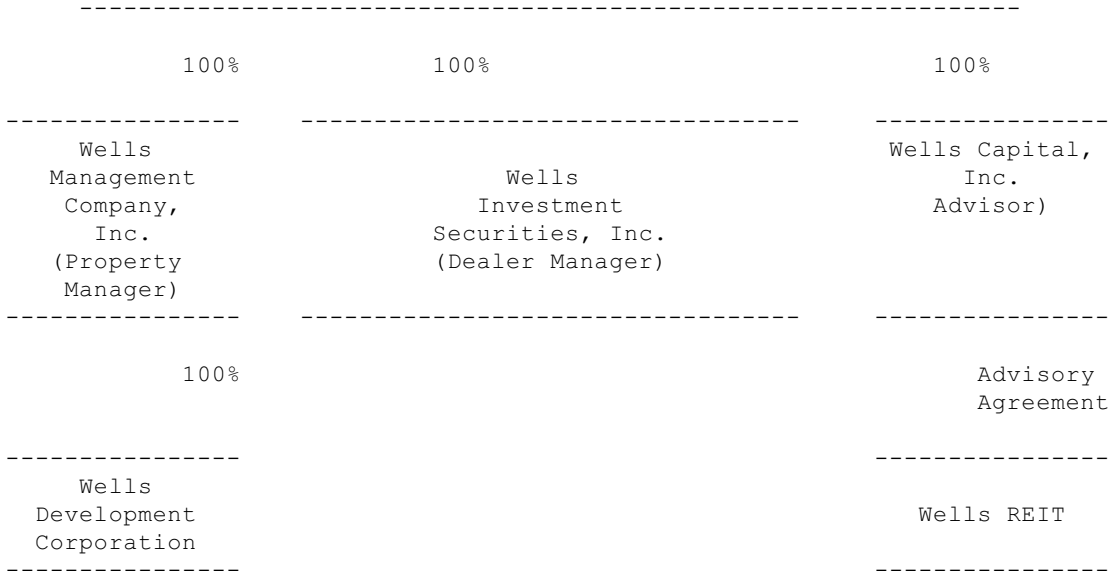 ----------------------------------------------------------------
100% 100% 100%
---------------- ---------------------------------- ----------------
Wells Wells Capital,
Management Wells Inc.
Company, Investment Advisor)
Inc. Securities, Inc.
(Property (Dealer Manager)
Manager)
---------------- ---------------------------------- ----------------
100% Advisory
Agreement
---------------- ----------------
Wells
Development Wells REIT
Corporation
---------------- ----------------